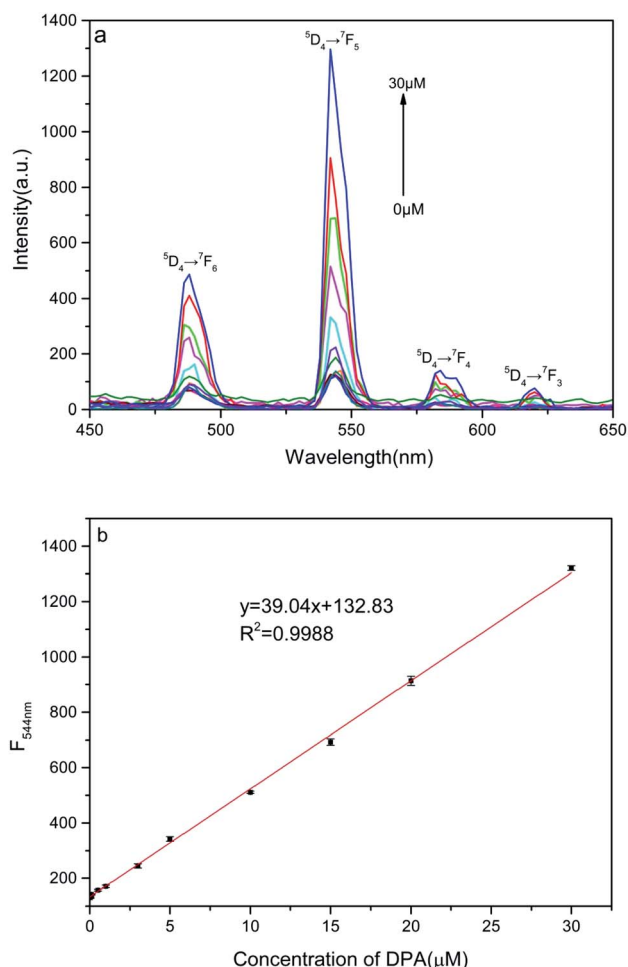 a
⁵D₄→⁷F₅
30μM
0μM
⁵D₄→⁷F₆
⁵D₄→⁷F₄
⁵D₄→⁷F₃
Intensity(a.u.)
1400
1200
1000
800
600
400
200
0
450 500 550 600 650
Wavelength(nm)
b
y=39.04x+132.83
R²=0.9988
F₅₄₄ₙₘ
1400
1200
1000
800
600
400
200
0 5 10 15 20 25 30
Concentration of DPA(μM)